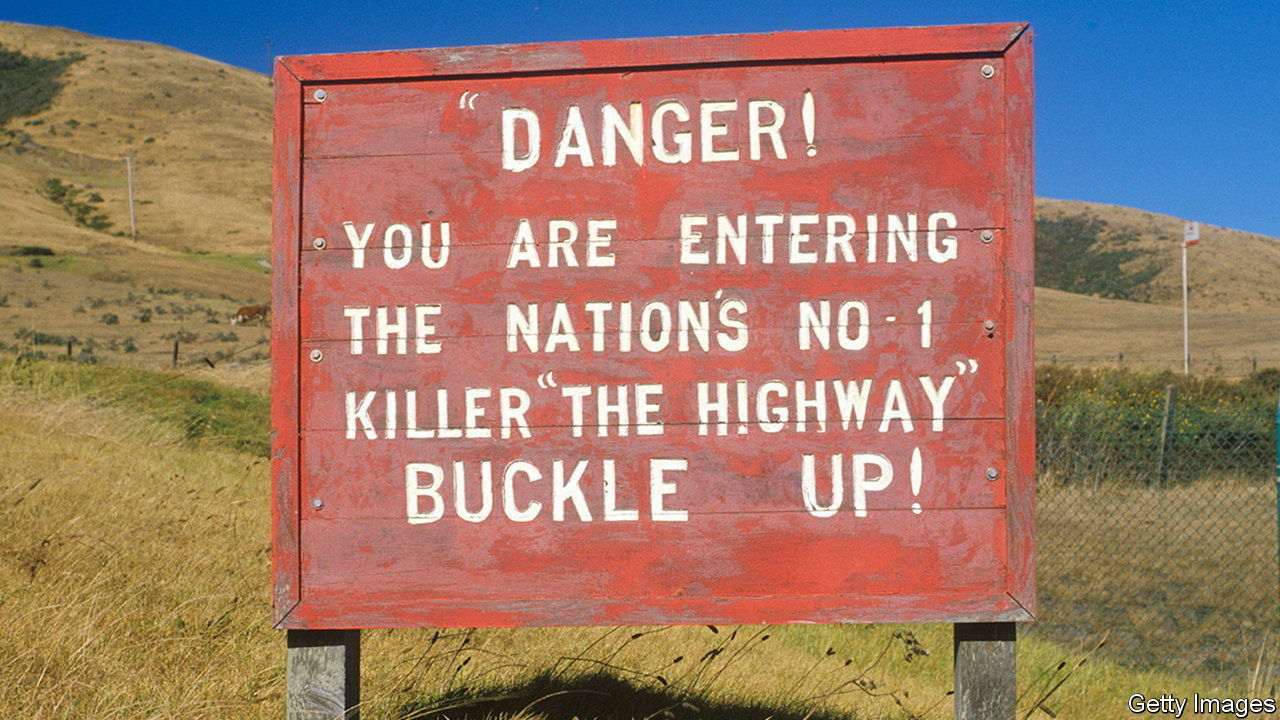 “DANGER!
YOU ARE ENTERING
THE NATION'S NO-1
KILLER “THE HIGHWAY”
BUCKLE UP!
Getty Images